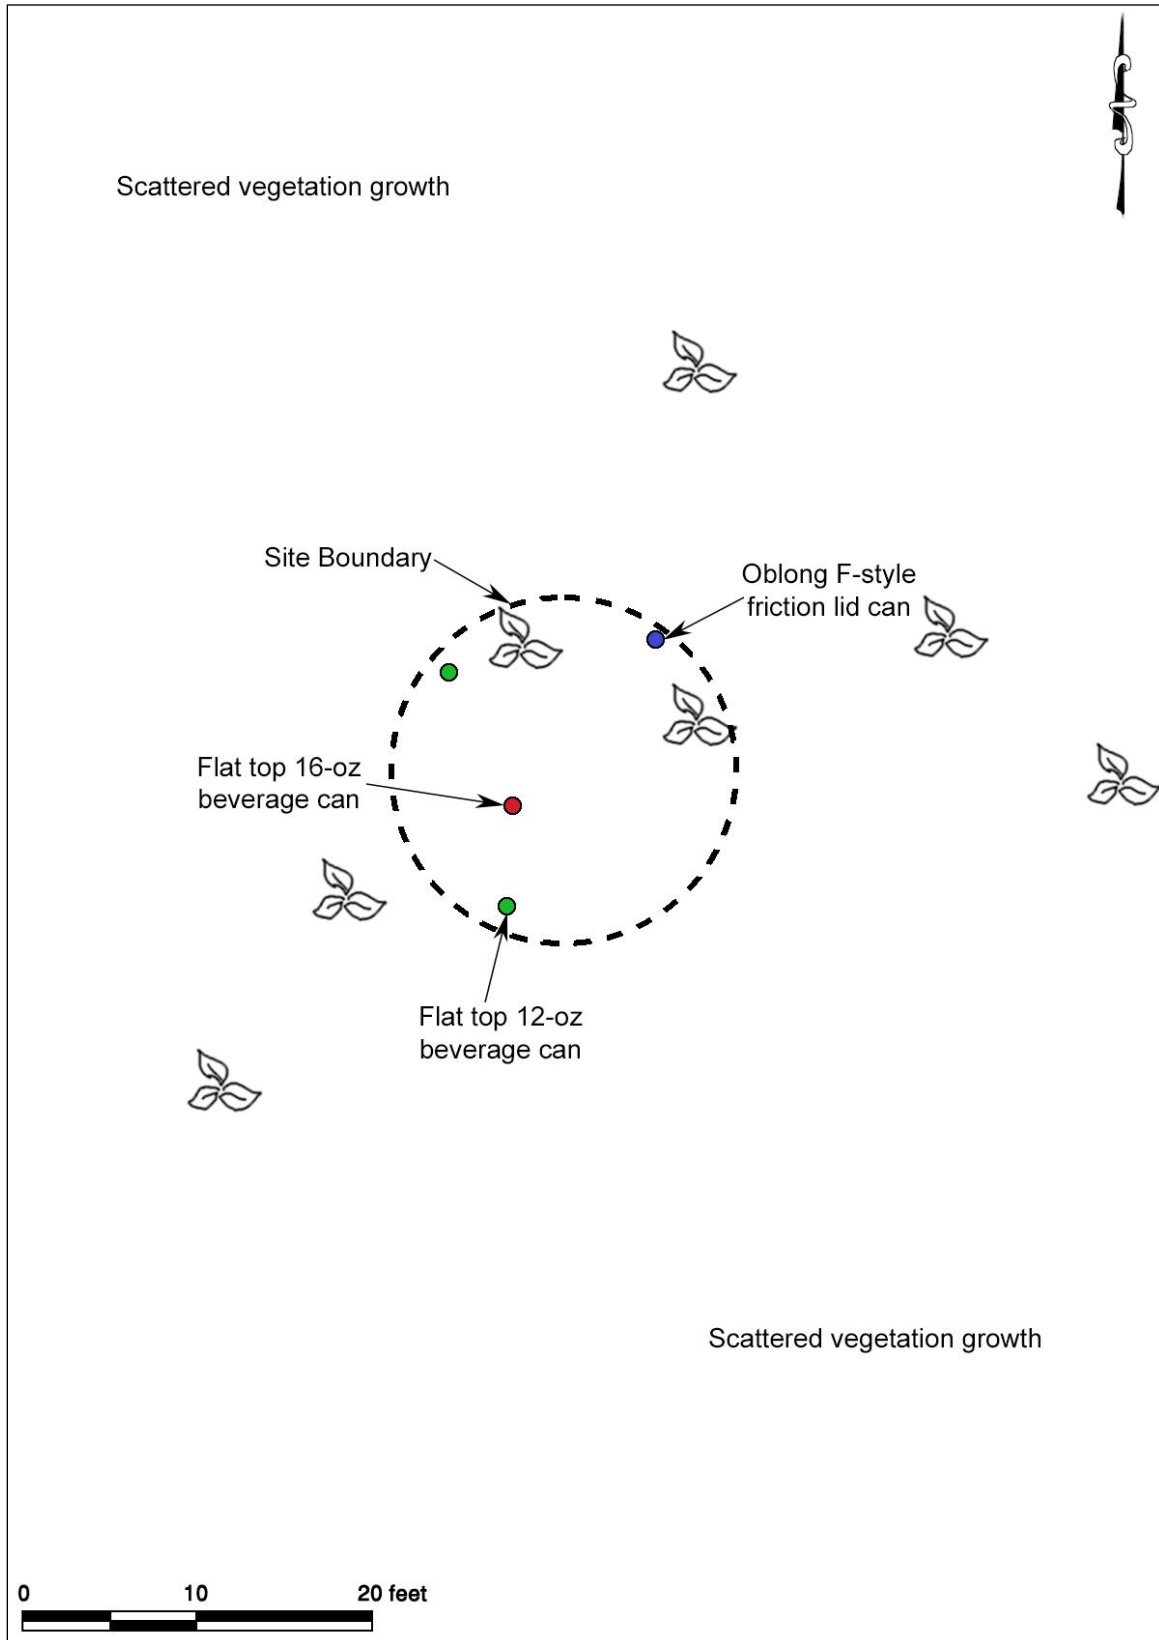 Scattered vegetation growth
Site Boundary
Oblong F-style
friction lid can
Flat top 16-oz
beverage can
Flat top 12-oz
beverage can
Scattered vegetation growth
0 10 20 feet